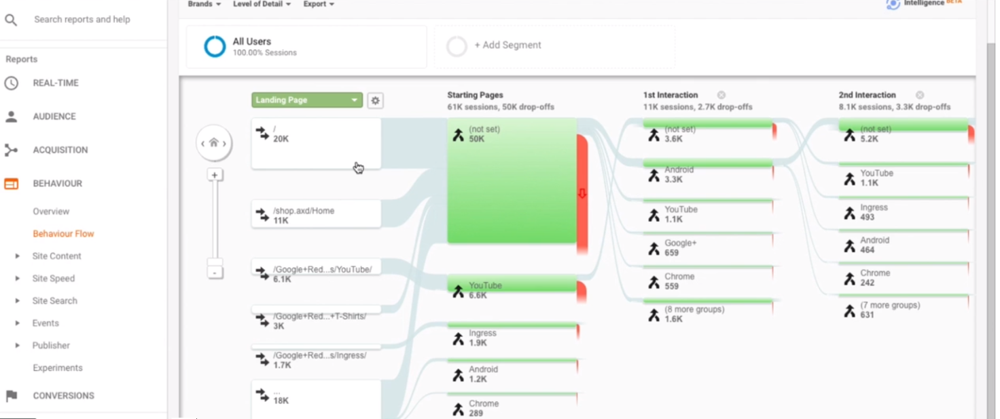 Brands
Level of Detail
Export
Intelligence BETA
Search reports and help
All Users
100.00% Sessions
+ Add Segment
Reports
REAL-TIME
AUDIENCE
ACQUISITION
BEHAVIOUR
Overview
Behaviour Flow
Site Content
Site Speed
Site Search
Events
Publisher
Experiments
CONVERSIONS
Landing Page
/
20K
/shop.axd/Home
11K
/Google+Red...s/YouTube/
6.1K
/Google+Red...+T-Shirts/
3K
/Google+Red...s/Ingress/
1.7K
...
18K
Starting Pages
61K sessions, 50K drop-offs
(not set)
50K
YouTube
6.6K
Ingress
1.9K
Android
1.2K
Chrome
289
1st Interaction
11K sessions, 2.7K drop-offs
(not set)
3.6K
Android
3.3K
YouTube
1.1K
Google+
659
Chrome
559
(8 more groups)
1.6K
2nd Interaction
8.1K sessions, 3.3K drop-offs
(not set)
5.2K
YouTube
1.1K
Ingress
493
Android
464
Chrome
242
(7 more groups)
631